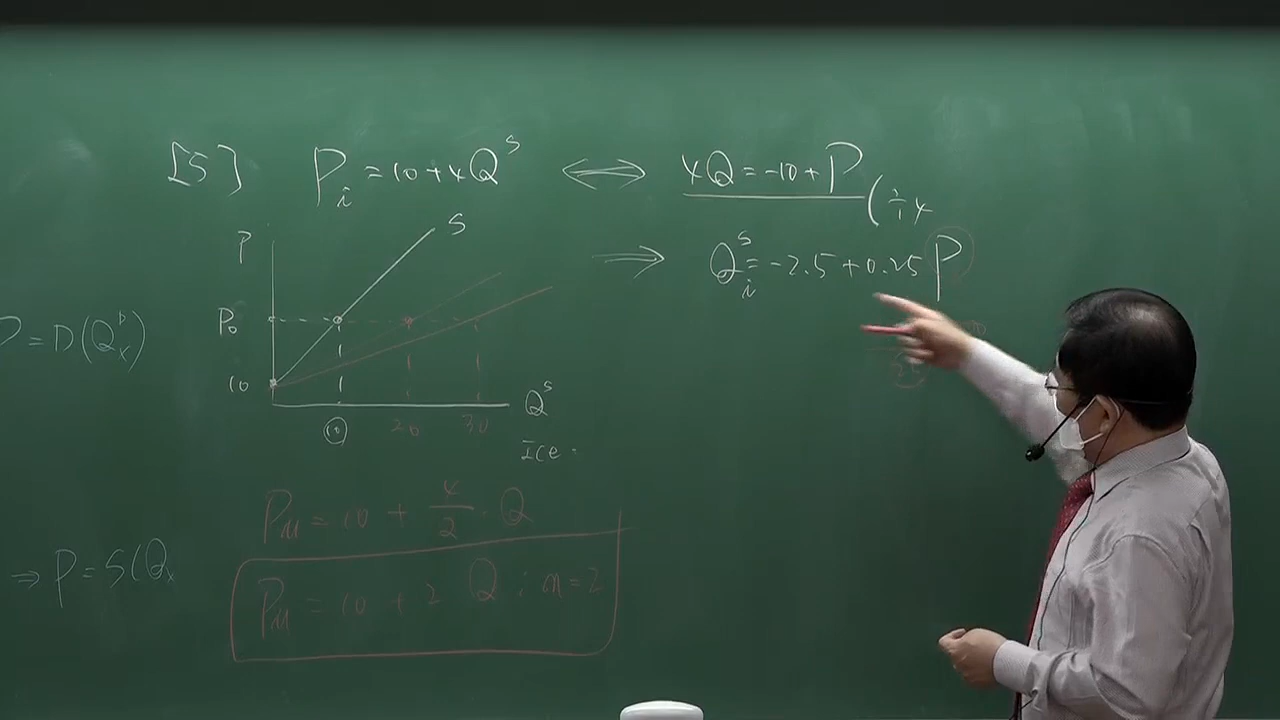 [S] P_i = 10 + 4Q^s ⟺ 4Q = -10 + P
( ÷ 4
⇒ Q_i^s = -2.5 + 0.25 P
P
S
P₀
10
Q^s
10 20 30
Ice
P = D(Q_x^D)
P_M = 10 + 4/2 · Q
⇒ P = S(Q_x
P_M = 10 + 2 Q ; n = 2